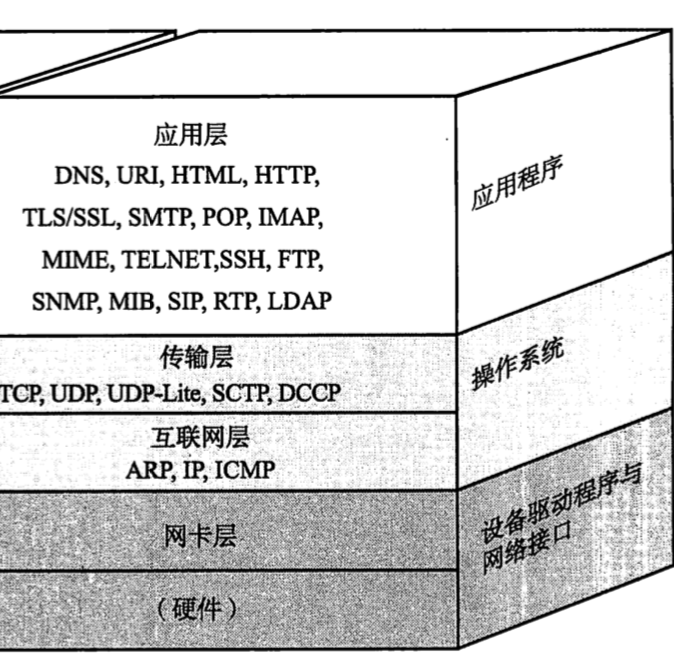 应用层
DNS, URI, HTML, HTTP,
TLS/SSL, SMTP, POP, IMAP,
MIME, TELNET,SSH, FTP,
SNMP, MIB, SIP, RTP, LDAP
应用程序
传输层
TCP, UDP, UDP-Lite, SCTP, DCCP
操作系统
互联网层
ARP, IP, ICMP
网卡层
设备驱动程序与
网络接口
（硬件）